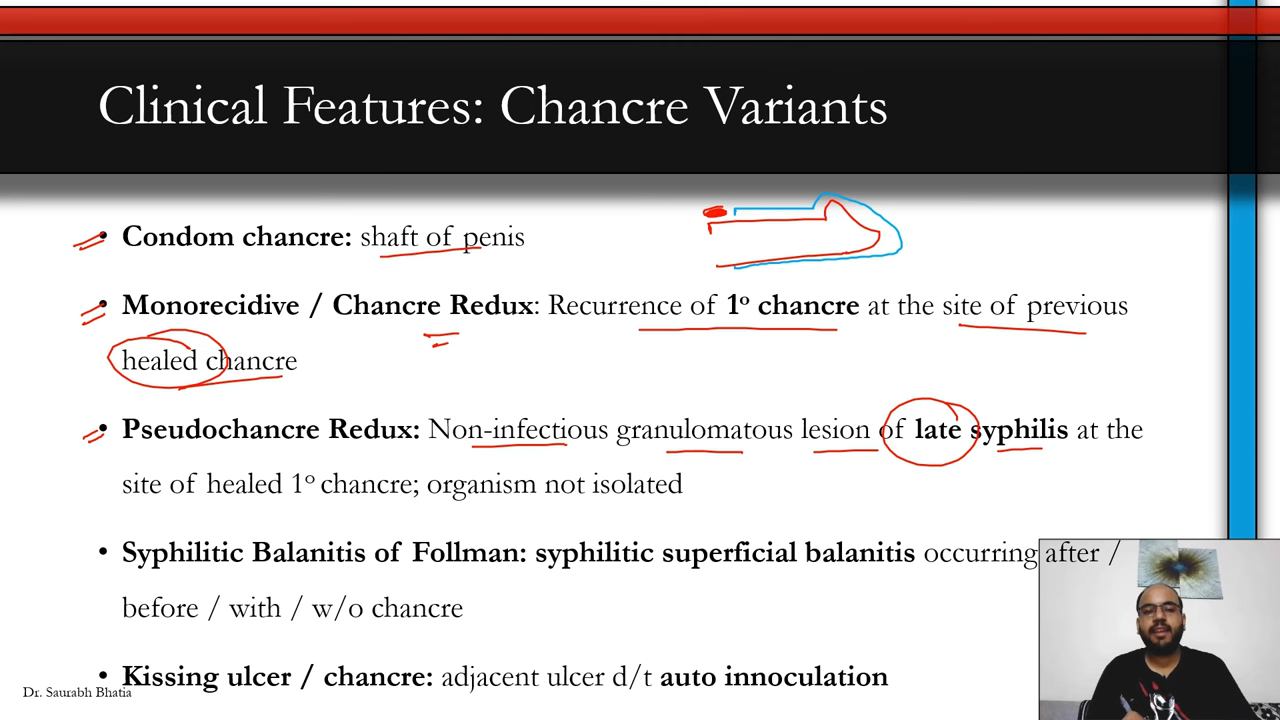 Clinical Features: Chancre Variants
• Condom chancre: shaft of penis
• Monorecidive / Chancre Redux: Recurrence of 1º chancre at the site of previous
healed chancre
• Pseudochancre Redux: Non-infectious granulomatous lesion of late syphilis at the
site of healed 1º chancre; organism not isolated
• Syphilitic Balanitis of Follman: syphilitic superficial balanitis occurring after /
before / with / w/o chancre
• Kissing ulcer / chancre: adjacent ulcer d/t auto innoculation
Dr. Saurabh Bhatia